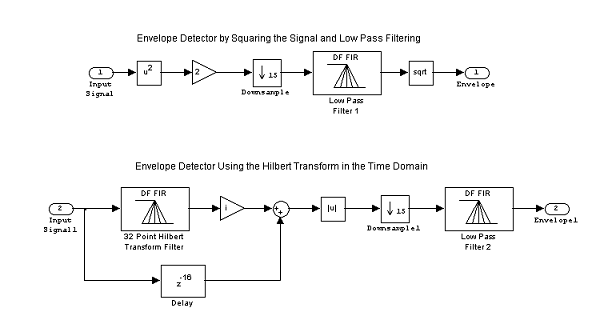 Envelope Detector by Squaring the Signal and Low Pass Filtering
1
Input
Signal
u2
2
↓ 15
Downsample
DF FIR
Low Pass
Filter 1
sqrt
1
Envelope
Envelope Detector Using the Hilbert Transform in the Time Domain
2
Input
Signal1
DF FIR
32 Point Hilbert
Transform Filter
i
+
+
|u|
↓ 15
Downsample1
DF FIR
Low Pass
Filter 2
2
Envelope1
z-16
Delay